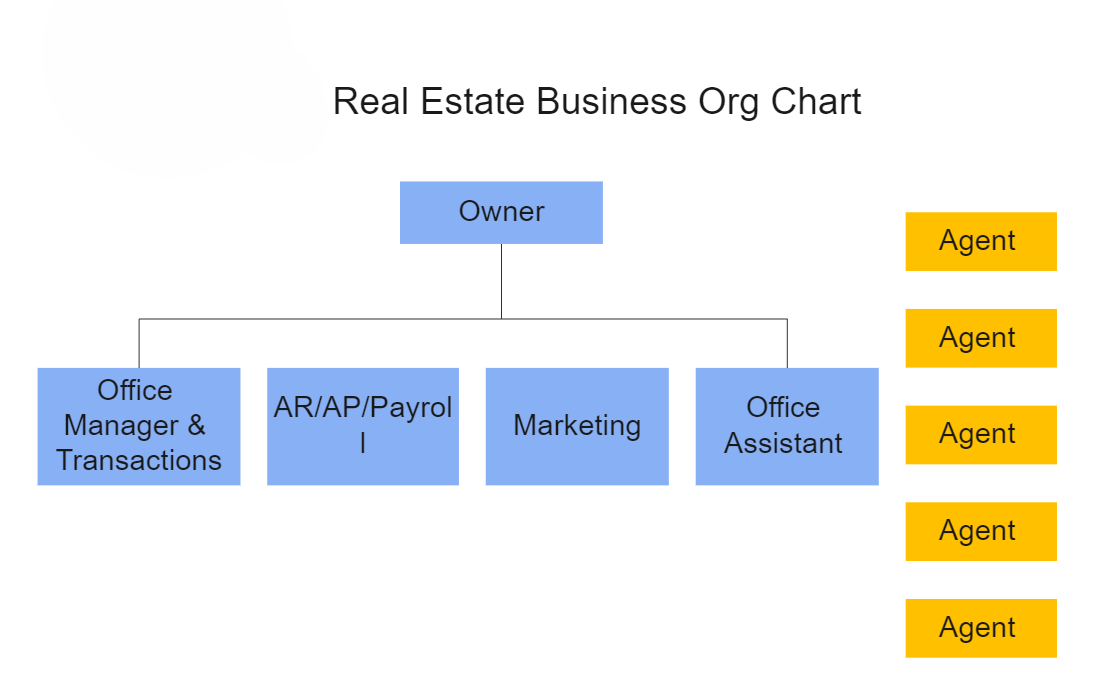 Real Estate Business Org Chart
Owner
Office
Manager &
Transactions
AR/AP/Payrol
l
Marketing
Office
Assistant
Agent
Agent
Agent
Agent
Agent